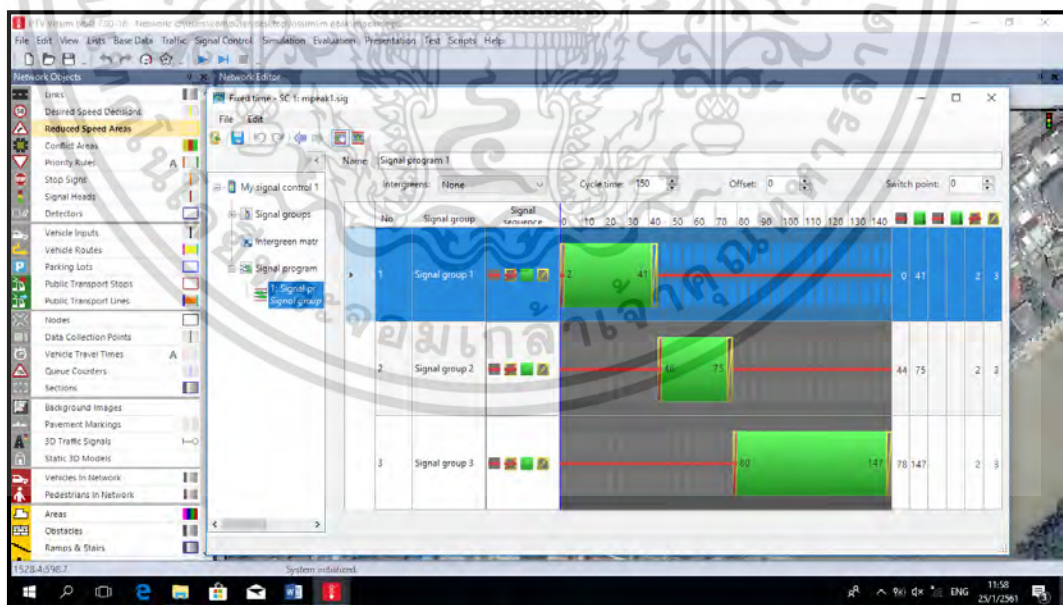 File Edit View Lists Base Data Traffic Signal Control Simulation Evaluation Presentation Test Scripts Help
Network Objects
Network Editor
Links
Desired Speed Decisions
Reduced Speed Areas
Conflict Areas
Priority Rules A
Stop Signs
Signal Heads
Detectors
Vehicle Inputs
Vehicle Routes
Parking Lots
Public Transport Stops
Public Transport Lines
Nodes
Data Collection Points
Vehicle Travel Times A
Queue Counters
Sections
Background Images
Pavement Markings
3D Traffic Signals
Static 3D Models
Vehicles In Network
Pedestrians In Network
Areas
Obstacles
Ramps & Stairs
Fixed time - SC 1: mpeak1.sig
File Edit
My signal control 1
Signal groups
Intergreen matr
Signal program
1: Signal pr
Signal group
Name: Signal program 1
Intergreens: None Cycle time: 150 Offset: 0 Switch point: 0
No Signal group Signal sequence 0 10 20 30 40 50 60 70 80 90 100 110 120 130 140
1 Signal group 1 2 41 0 41 2 3
2 Signal group 2 46 75 44 75 2 3
3 Signal group 3 80 147 78 147 2 3
System initialized.
ENG
11:58
25/1/2561